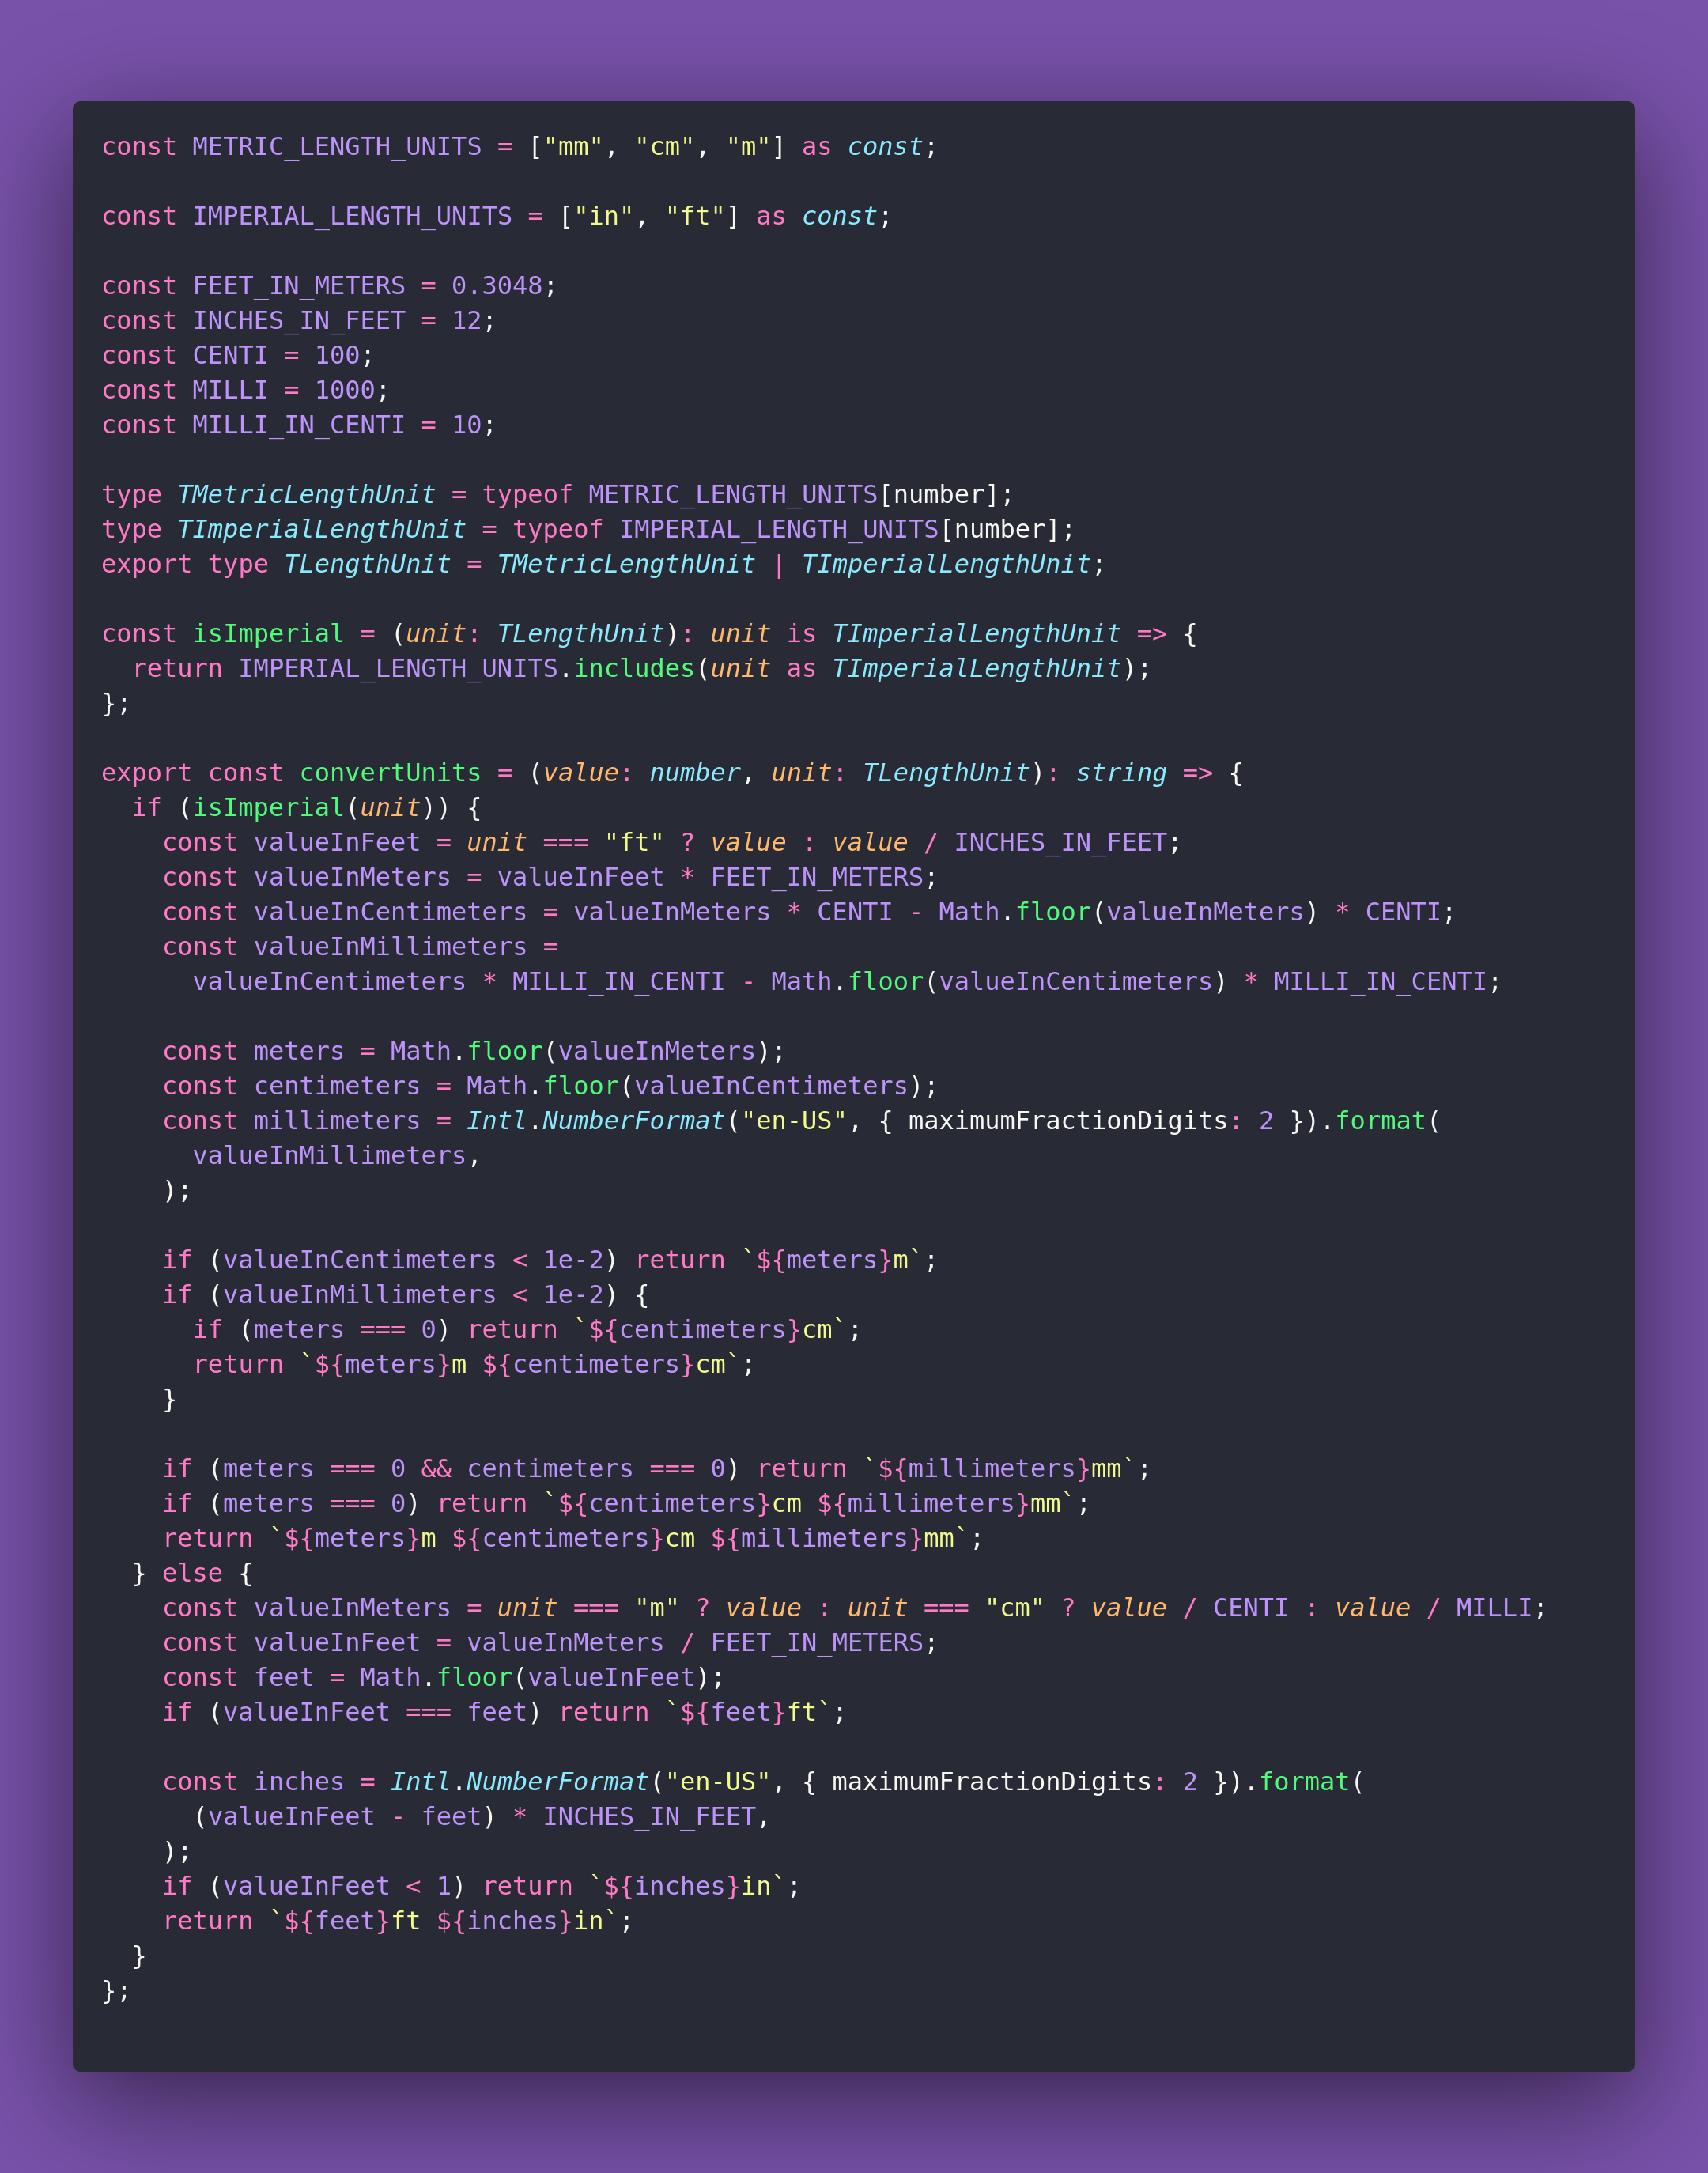 const METRIC_LENGTH_UNITS = ["mm", "cm", "m"] as const;

const IMPERIAL_LENGTH_UNITS = ["in", "ft"] as const;

const FEET_IN_METERS = 0.3048;
const INCHES_IN_FEET = 12;
const CENTI = 100;
const MILLI = 1000;
const MILLI_IN_CENTI = 10;

type TMetricLengthUnit = typeof METRIC_LENGTH_UNITS[number];
type TImperialLengthUnit = typeof IMPERIAL_LENGTH_UNITS[number];
export type TLengthUnit = TMetricLengthUnit | TImperialLengthUnit;

const isImperial = (unit: TLengthUnit): unit is TImperialLengthUnit => {
  return IMPERIAL_LENGTH_UNITS.includes(unit as TImperialLengthUnit);
};

export const convertUnits = (value: number, unit: TLengthUnit): string => {
  if (isImperial(unit)) {
    const valueInFeet = unit === "ft" ? value : value / INCHES_IN_FEET;
    const valueInMeters = valueInFeet * FEET_IN_METERS;
    const valueInCentimeters = valueInMeters * CENTI - Math.floor(valueInMeters) * CENTI;
    const valueInMillimeters =
      valueInCentimeters * MILLI_IN_CENTI - Math.floor(valueInCentimeters) * MILLI_IN_CENTI;

    const meters = Math.floor(valueInMeters);
    const centimeters = Math.floor(valueInCentimeters);
    const millimeters = Intl.NumberFormat("en-US", { maximumFractionDigits: 2 }).format(
      valueInMillimeters,
    );

    if (valueInCentimeters < 1e-2) return `${meters}m`;
    if (valueInMillimeters < 1e-2) {
      if (meters === 0) return `${centimeters}cm`;
      return `${meters}m ${centimeters}cm`;
    }

    if (meters === 0 && centimeters === 0) return `${millimeters}mm`;
    if (meters === 0) return `${centimeters}cm ${millimeters}mm`;
    return `${meters}m ${centimeters}cm ${millimeters}mm`;
  } else {
    const valueInMeters = unit === "m" ? value : unit === "cm" ? value / CENTI : value / MILLI;
    const valueInFeet = valueInMeters / FEET_IN_METERS;
    const feet = Math.floor(valueInFeet);
    if (valueInFeet === feet) return `${feet}ft`;

    const inches = Intl.NumberFormat("en-US", { maximumFractionDigits: 2 }).format(
      (valueInFeet - feet) * INCHES_IN_FEET,
    );
    if (valueInFeet < 1) return `${inches}in`;
    return `${feet}ft ${inches}in`;
  }
};